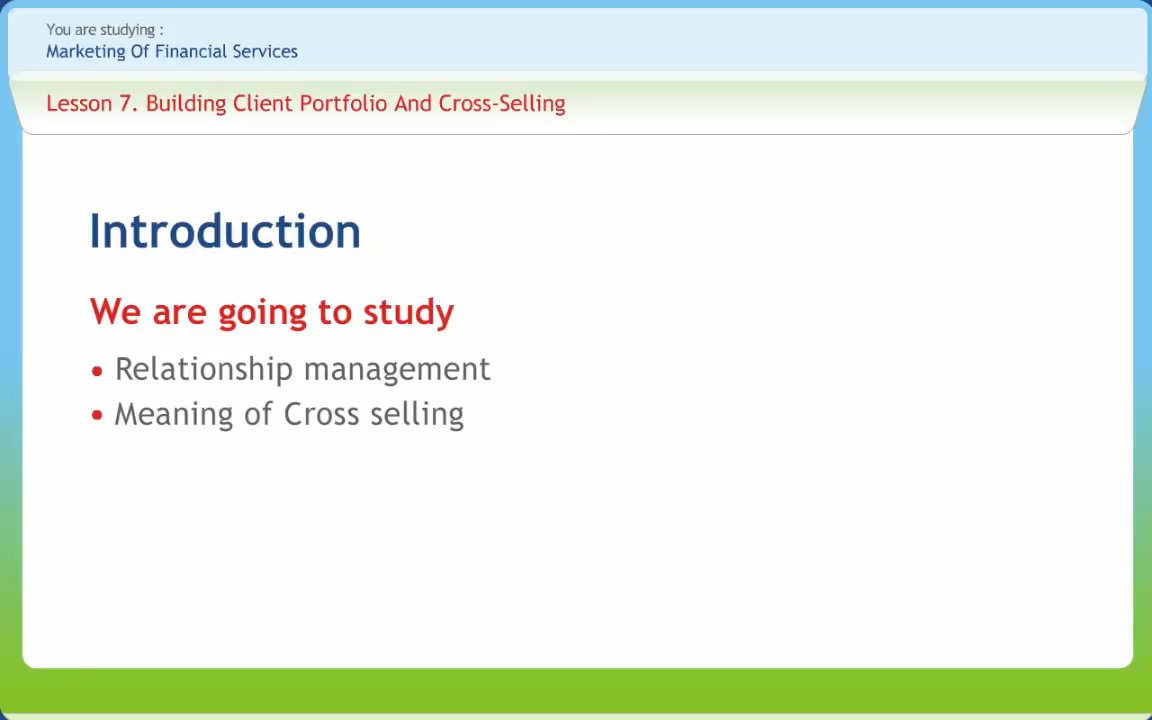 You are studying :
Marketing Of Financial Services
Lesson 7. Building Client Portfolio And Cross-Selling
Introduction
We are going to study
• Relationship management
• Meaning of Cross selling